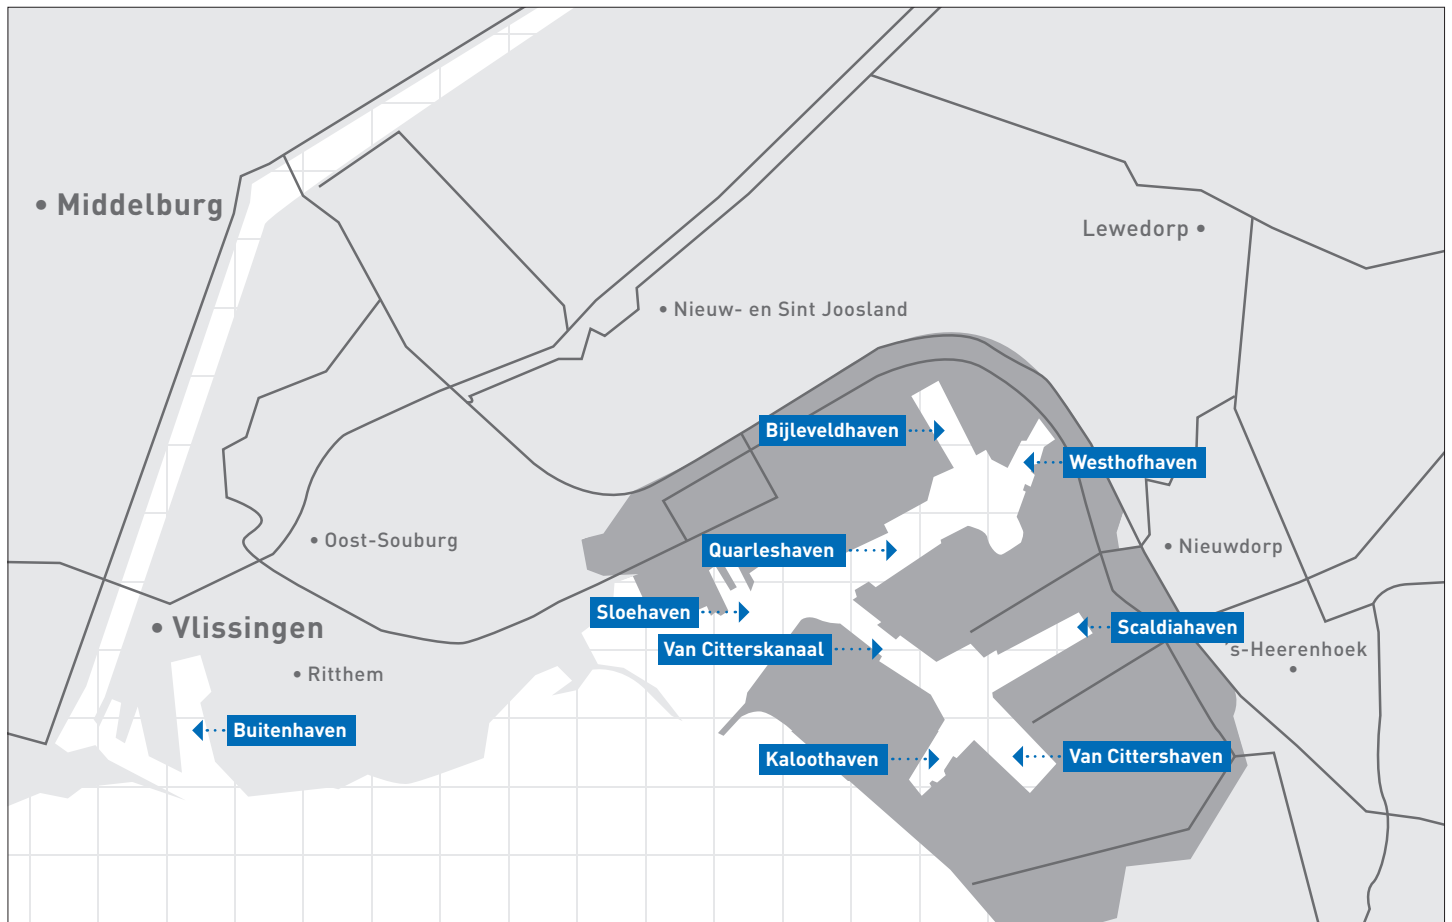 • Middelburg
Lewedorp •
• Nieuw- en Sint Joosland
Bijleveldhaven
Westhofhaven
• Oost-Souburg
Quarleshaven
• Nieuwdorp
Sloehaven
• Vlissingen
Scaldiahaven
Van Citterskanaal
s-Heerenhoek
• Ritthem
Buitenhaven
Kaloothaven
Van Cittershaven